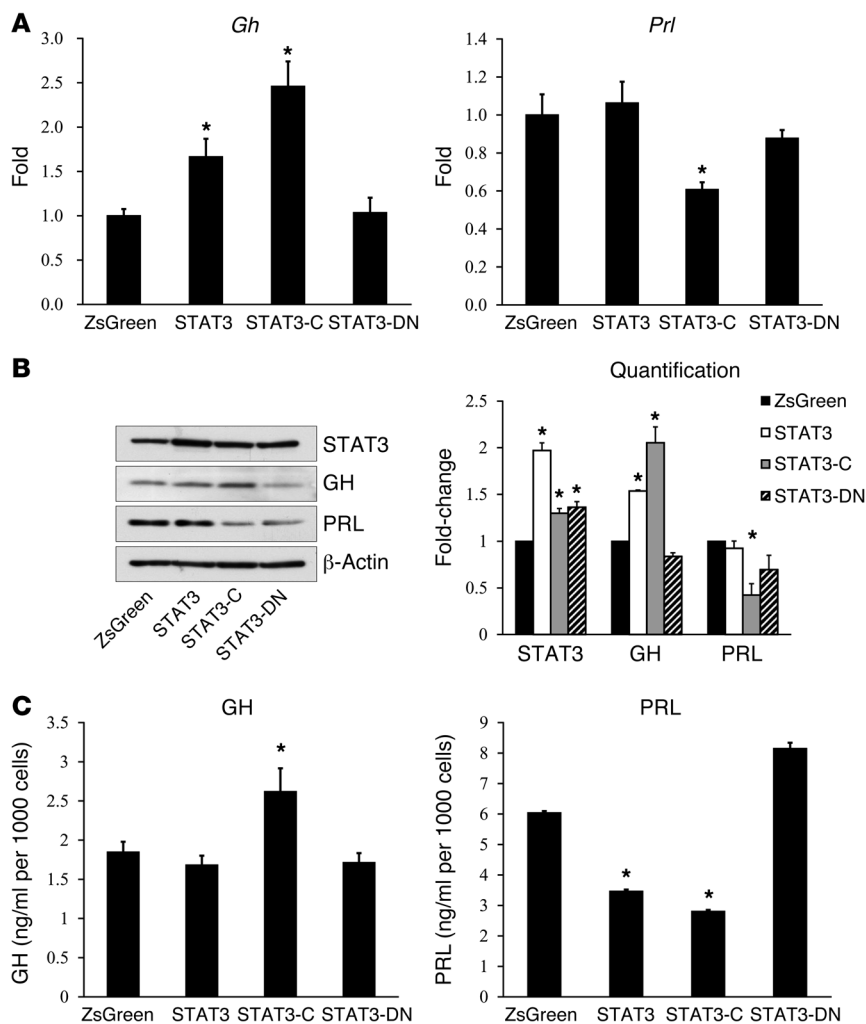 A
Gh
Fold
3.0
2.5
2.0
1.5
1.0
0.5
0.0
*
*
ZsGreen STAT3 STAT3-C STAT3-DN
Prl
Fold
1.4
1.2
1.0
0.8
0.6
0.4
0.2
0.0
*
ZsGreen STAT3 STAT3-C STAT3-DN
B
STAT3
GH
PRL
β-Actin
ZsGreen
STAT3
STAT3-C
STAT3-DN
Quantification
Fold-change
2.5
2
1.5
1
0.5
0
* * *
* *
*
STAT3 GH PRL
ZsGreen
STAT3
STAT3-C
STAT3-DN
C
GH
GH (ng/ml per 1000 cells)
3.5
3
2.5
2
1.5
1
0.5
0
*
ZsGreen STAT3 STAT3-C STAT3-DN
PRL
PRL (ng/ml per 1000 cells)
9
8
7
6
5
4
3
2
1
0
* *
ZsGreen STAT3 STAT3-C STAT3-DN